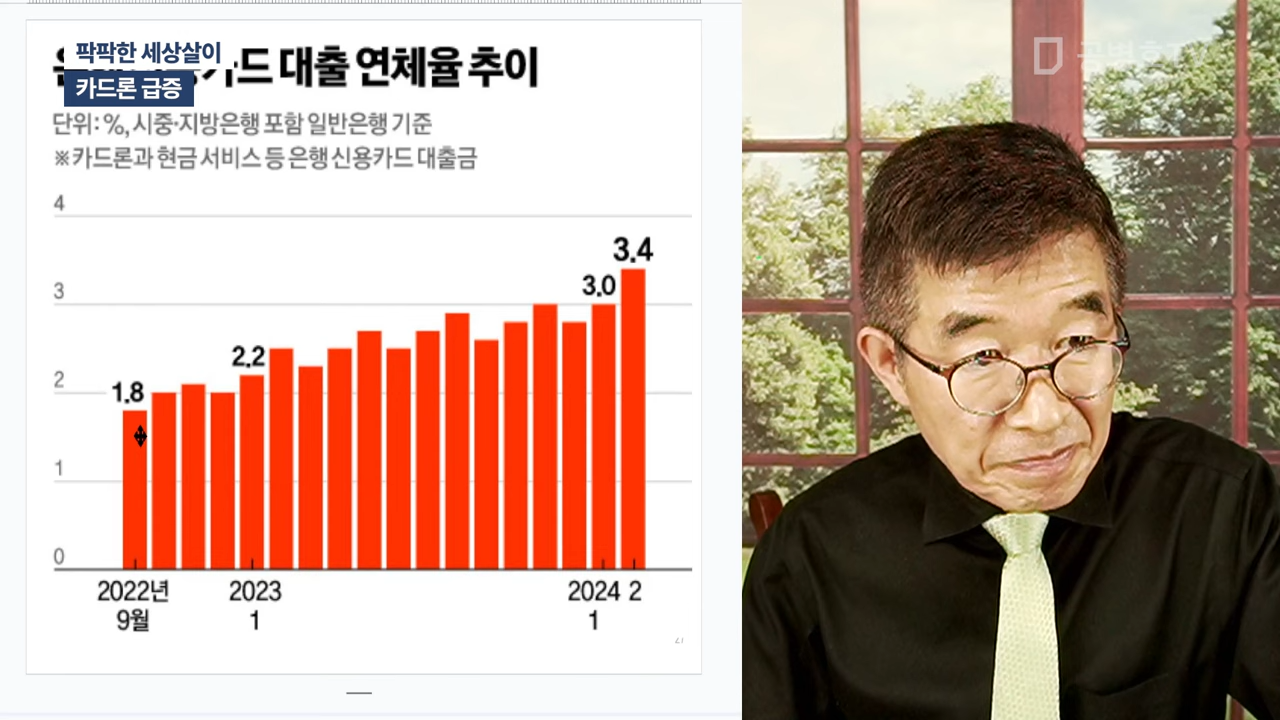 팍팍한 세상살이
카드론 급증
카드 대출 연체율 추이
단위: %, 시중·지방은행 포함 일반은행 기준
※카드론과 현금 서비스 등 은행 신용카드 대출금
4
3
2
1
0
1.8
2.2
3.0
3.4
2022년
9월
2023
1
2024 2
1